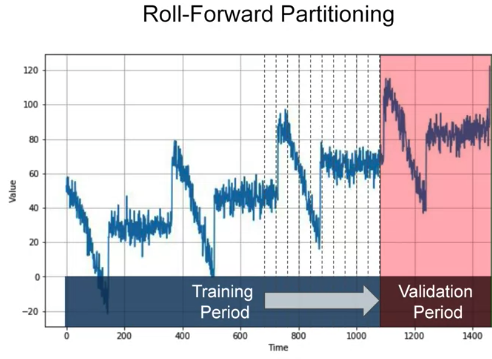 Roll-Forward Partitioning
120
100
80
60
40
20
0
−20
Value
Training
Period
Validation
Period
0 200 400 600 800 1000 1200 1400
Time